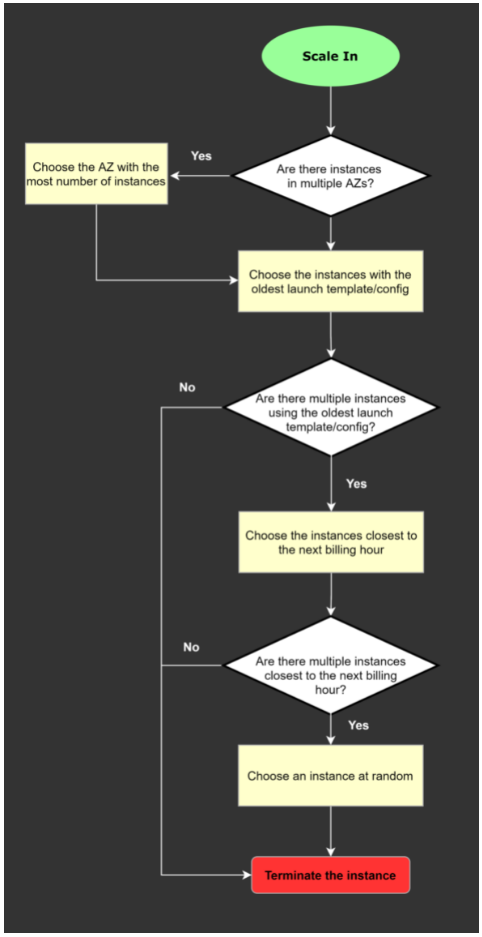 Scale In
Are there instances
in multiple AZs?
Yes
Choose the AZ with the
most number of instances
Choose the instances with the
oldest launch template/config
Are there multiple instances
using the oldest launch
template/config?
No
Yes
Choose the instances closest to
the next billing hour
Are there multiple instances
closest to the next billing
hour?
No
Yes
Choose an instance at random
Terminate the instance